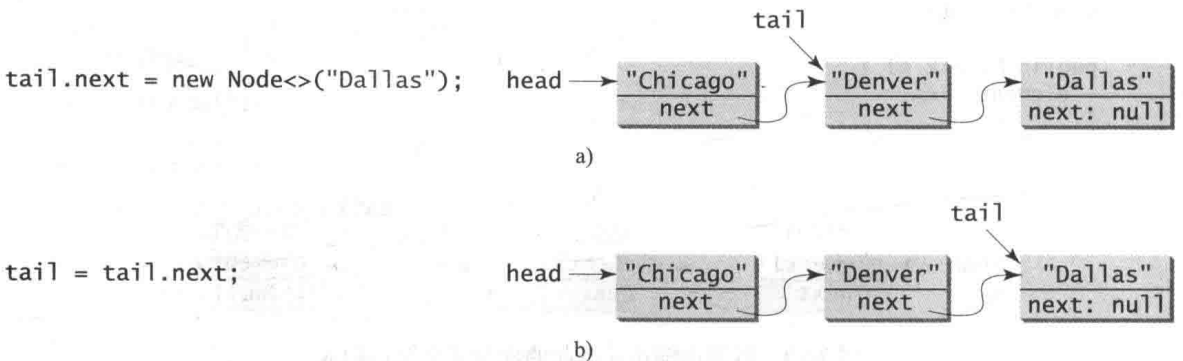 tail
tail.next = new Node<>("Dallas"); head "Chicago" "Denver" "Dallas"
next next next: null
a)
tail
tail = tail.next; head "Chicago" "Denver" "Dallas"
next next next: null
b)